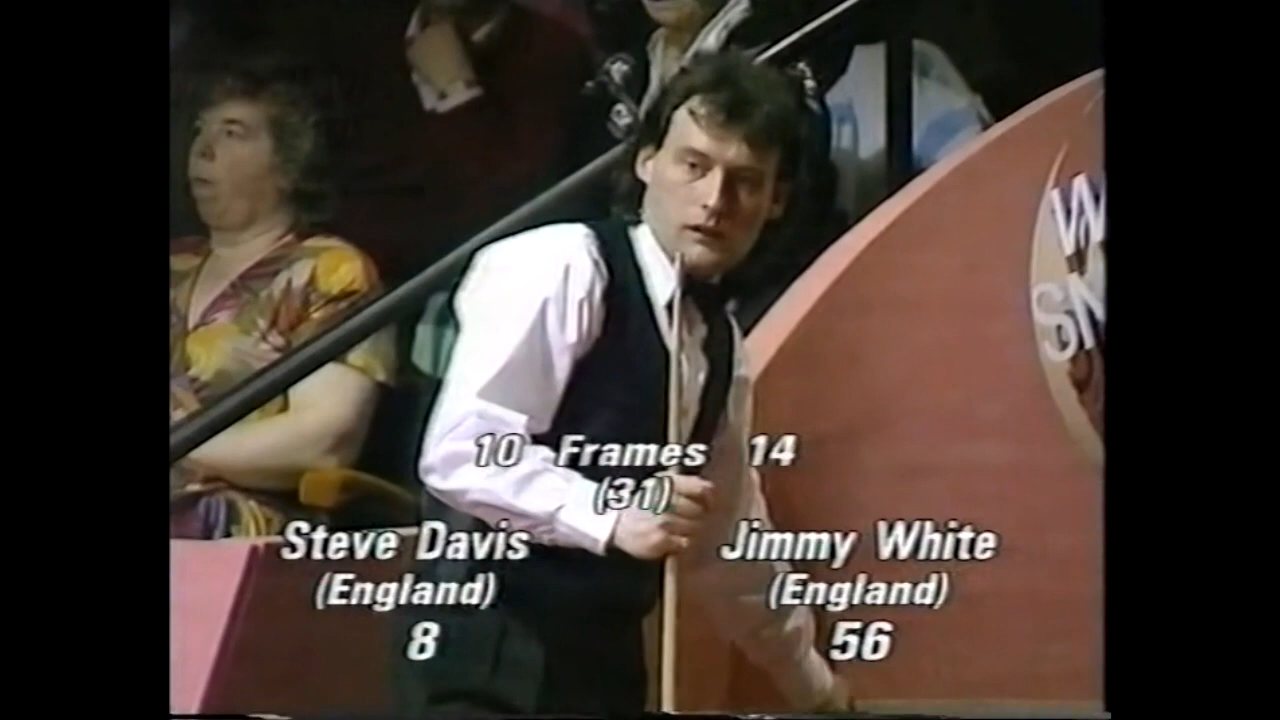 10 Frames 14
(31)
Steve Davis Jimmy White
(England) (England)
8 56